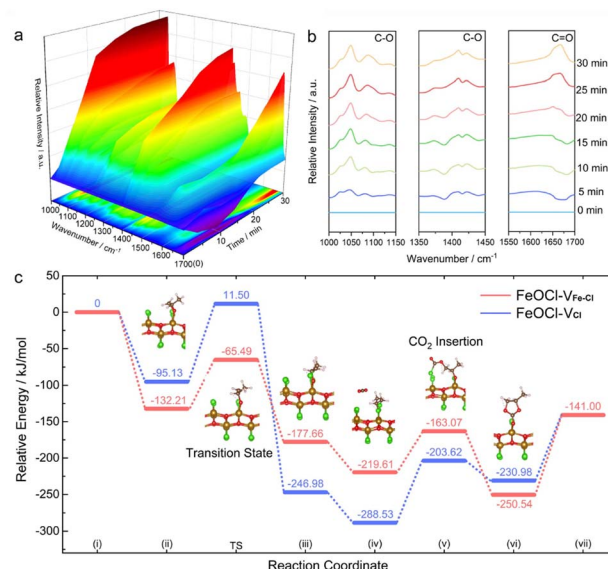 a
Relative Intensity / a.u.
1000
1100
1200
1300
1400
1500
1600
1700(0)
Wavenumber / cm⁻¹
10
20
30
Time / min
b
C-O
C-O
C=O
Relative Intensity / a.u.
30 min
25 min
20 min
15 min
10 min
5 min
0 min
1000 1050 1100 1150 1350 1400 1450 1550 1600 1650 1700
Wavenumber / cm⁻¹
c
Relative Energy / kJ/mol
50
0
-50
-100
-150
-200
-250
-300
FeOCl-VFe-Cl
FeOCl-VCl
0
11.50
-65.49
-95.13
-132.21
Transition State
CO₂ Insertion
-141.00
-163.07
-177.66
-203.62
-219.61
-230.98
-246.98
-250.54
-288.53
(i) (ii) TS (iii) (iv) (v) (vi) (vii)
Reaction Coordinate